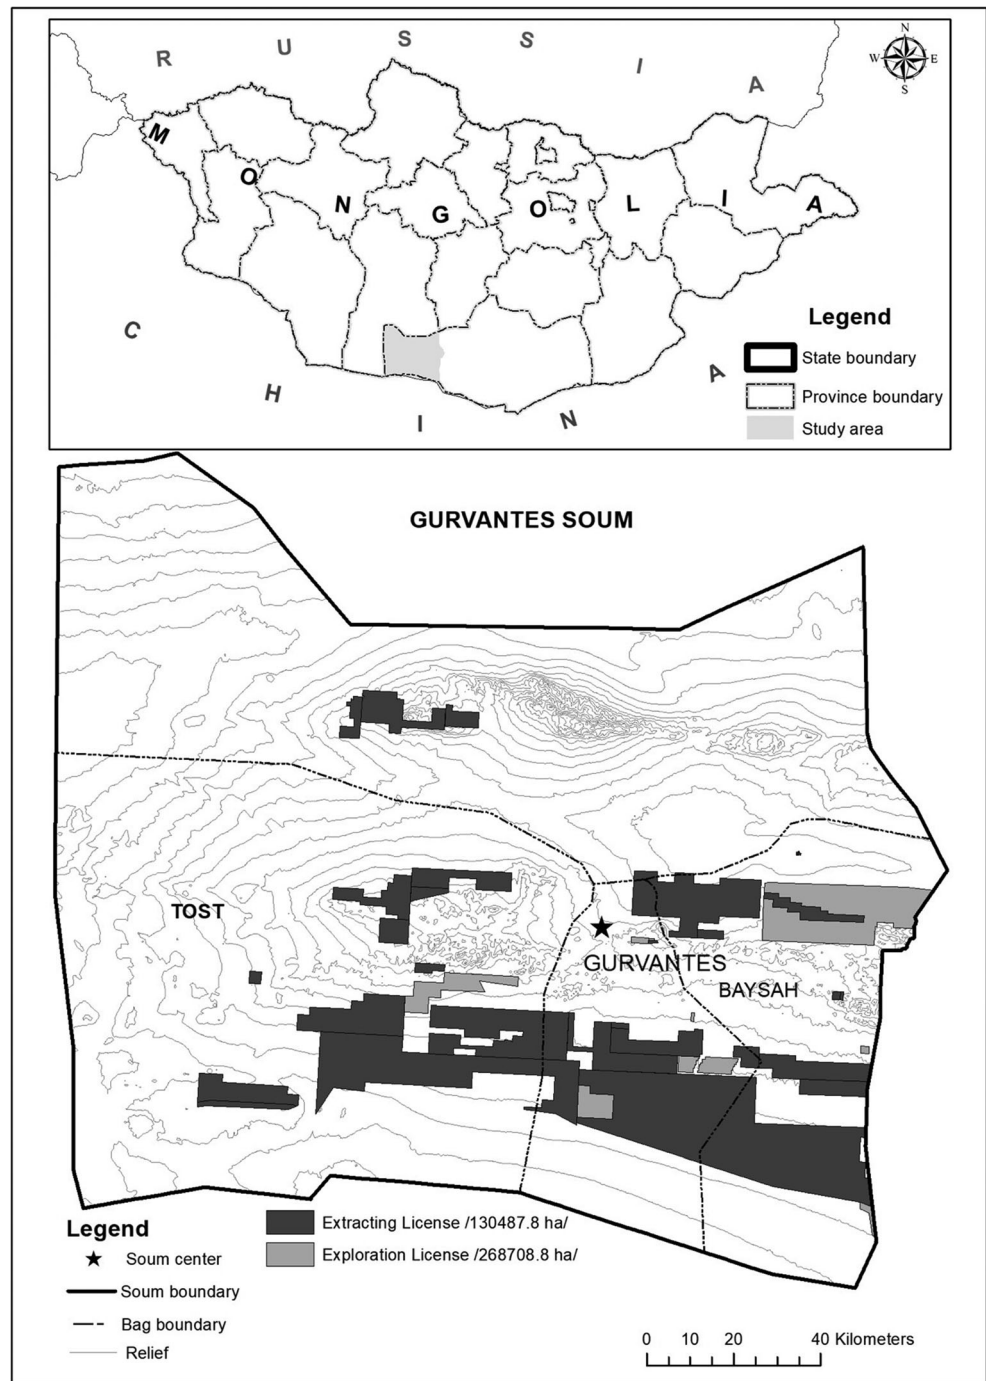 R U S S I A
N
W E
S
M O N G O L I A
C H I N A
Legend
State boundary
Province boundary
Study area
GURVANTES SOUM
TOST
GURVANTES
BAYSAH
Legend
Soum center
Soum boundary
Bag boundary
Relief
Extracting License /130487.8 ha/
Exploration License /268708.8 ha/
0 10 20 40 Kilometers